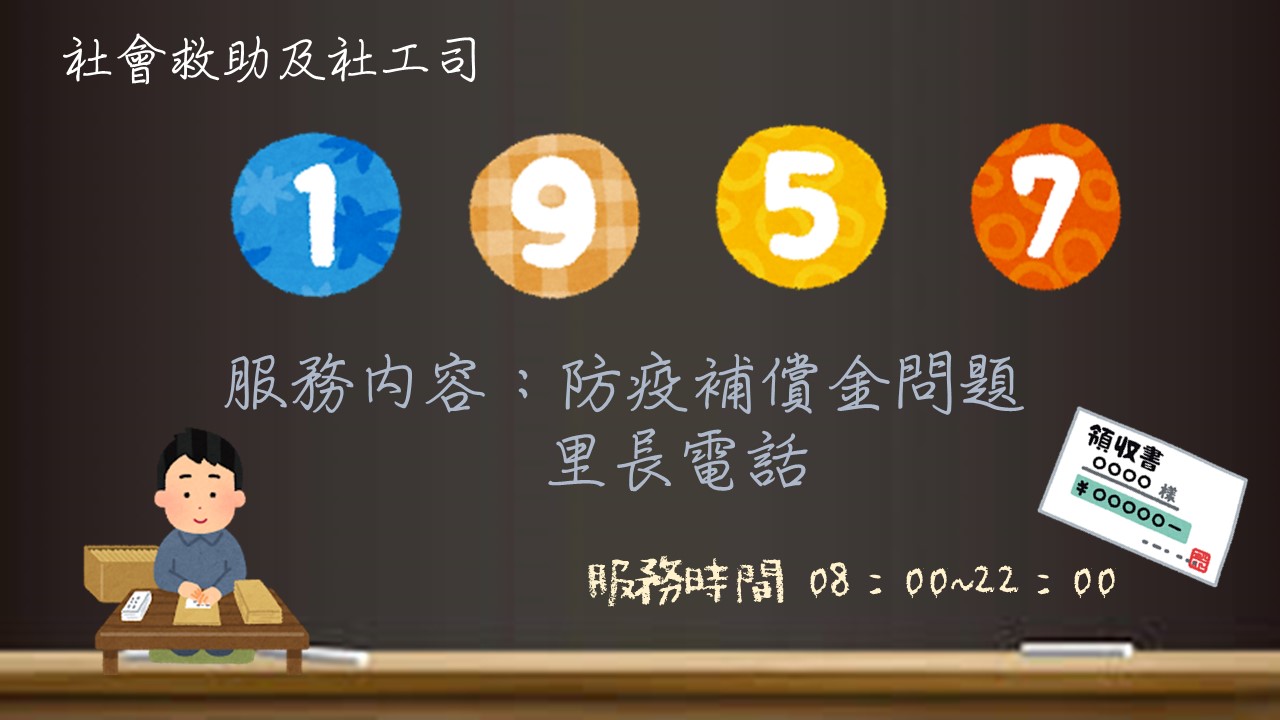 社會救助及社工司
1 9 5 7
服務內容：防疫補償金問題
里長電話
領収書
○○○○ 様
¥○○○○○ー
服務時間 08：00~22：00